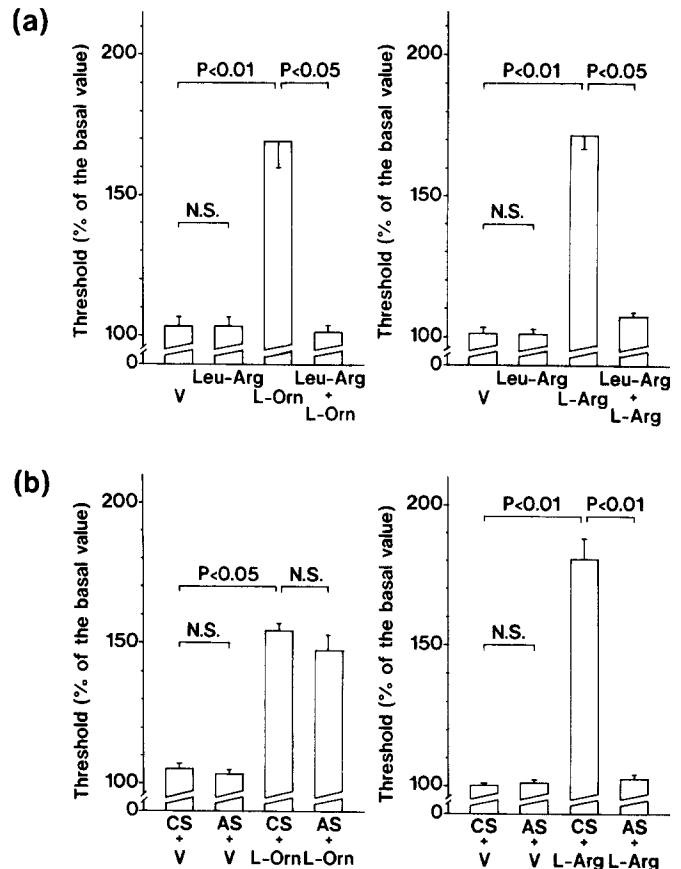 (a)
Threshold (% of the basal value)
200
150
100
0
P<0.01
P<0.05
N.S.
V
Leu-Arg
L-Orn
Leu-Arg
+
L-Orn
Threshold (% of the basal value)
200
150
100
0
P<0.01
P<0.05
N.S.
V
Leu-Arg
L-Arg
Leu-Arg
+
L-Arg
(b)
Threshold (% of the basal value)
200
150
100
0
P<0.05
N.S.
N.S.
CS
+
V
AS
+
V
CS
+
L-Orn
AS
+
L-Orn
Threshold (% of the basal value)
200
150
100
0
P<0.01
P<0.01
N.S.
CS
+
V
AS
+
V
CS
+
L-Arg
AS
+
L-Arg